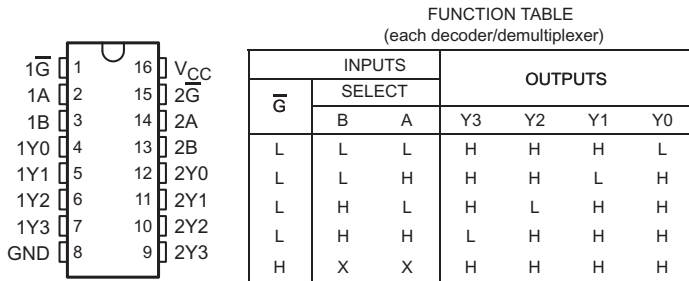 1G 1 16 VCC
1A 2 15 2G
1B 3 14 2A
1Y0 4 13 2B
1Y1 5 12 2Y0
1Y2 6 11 2Y1
1Y3 7 10 2Y2
GND 8 9 2Y3
FUNCTION TABLE
(each decoder/demultiplexer)
INPUTS OUTPUTS
G SELECT
B A Y3 Y2 Y1 Y0
L L L H H H L
L L H H H L H
L H L H L H H
L H H L H H H
H X X H H H H